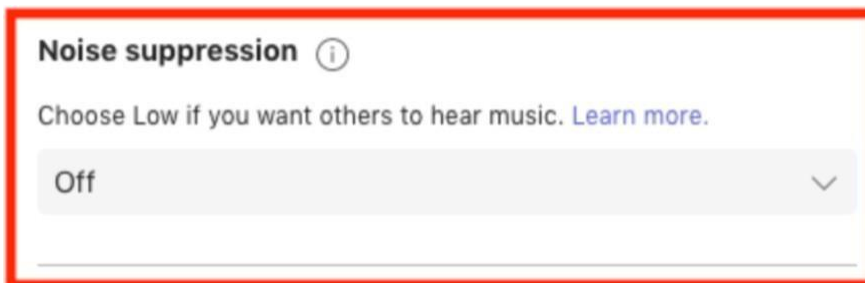 Noise suppression
Choose Low if you want others to hear music. Learn more.
Off